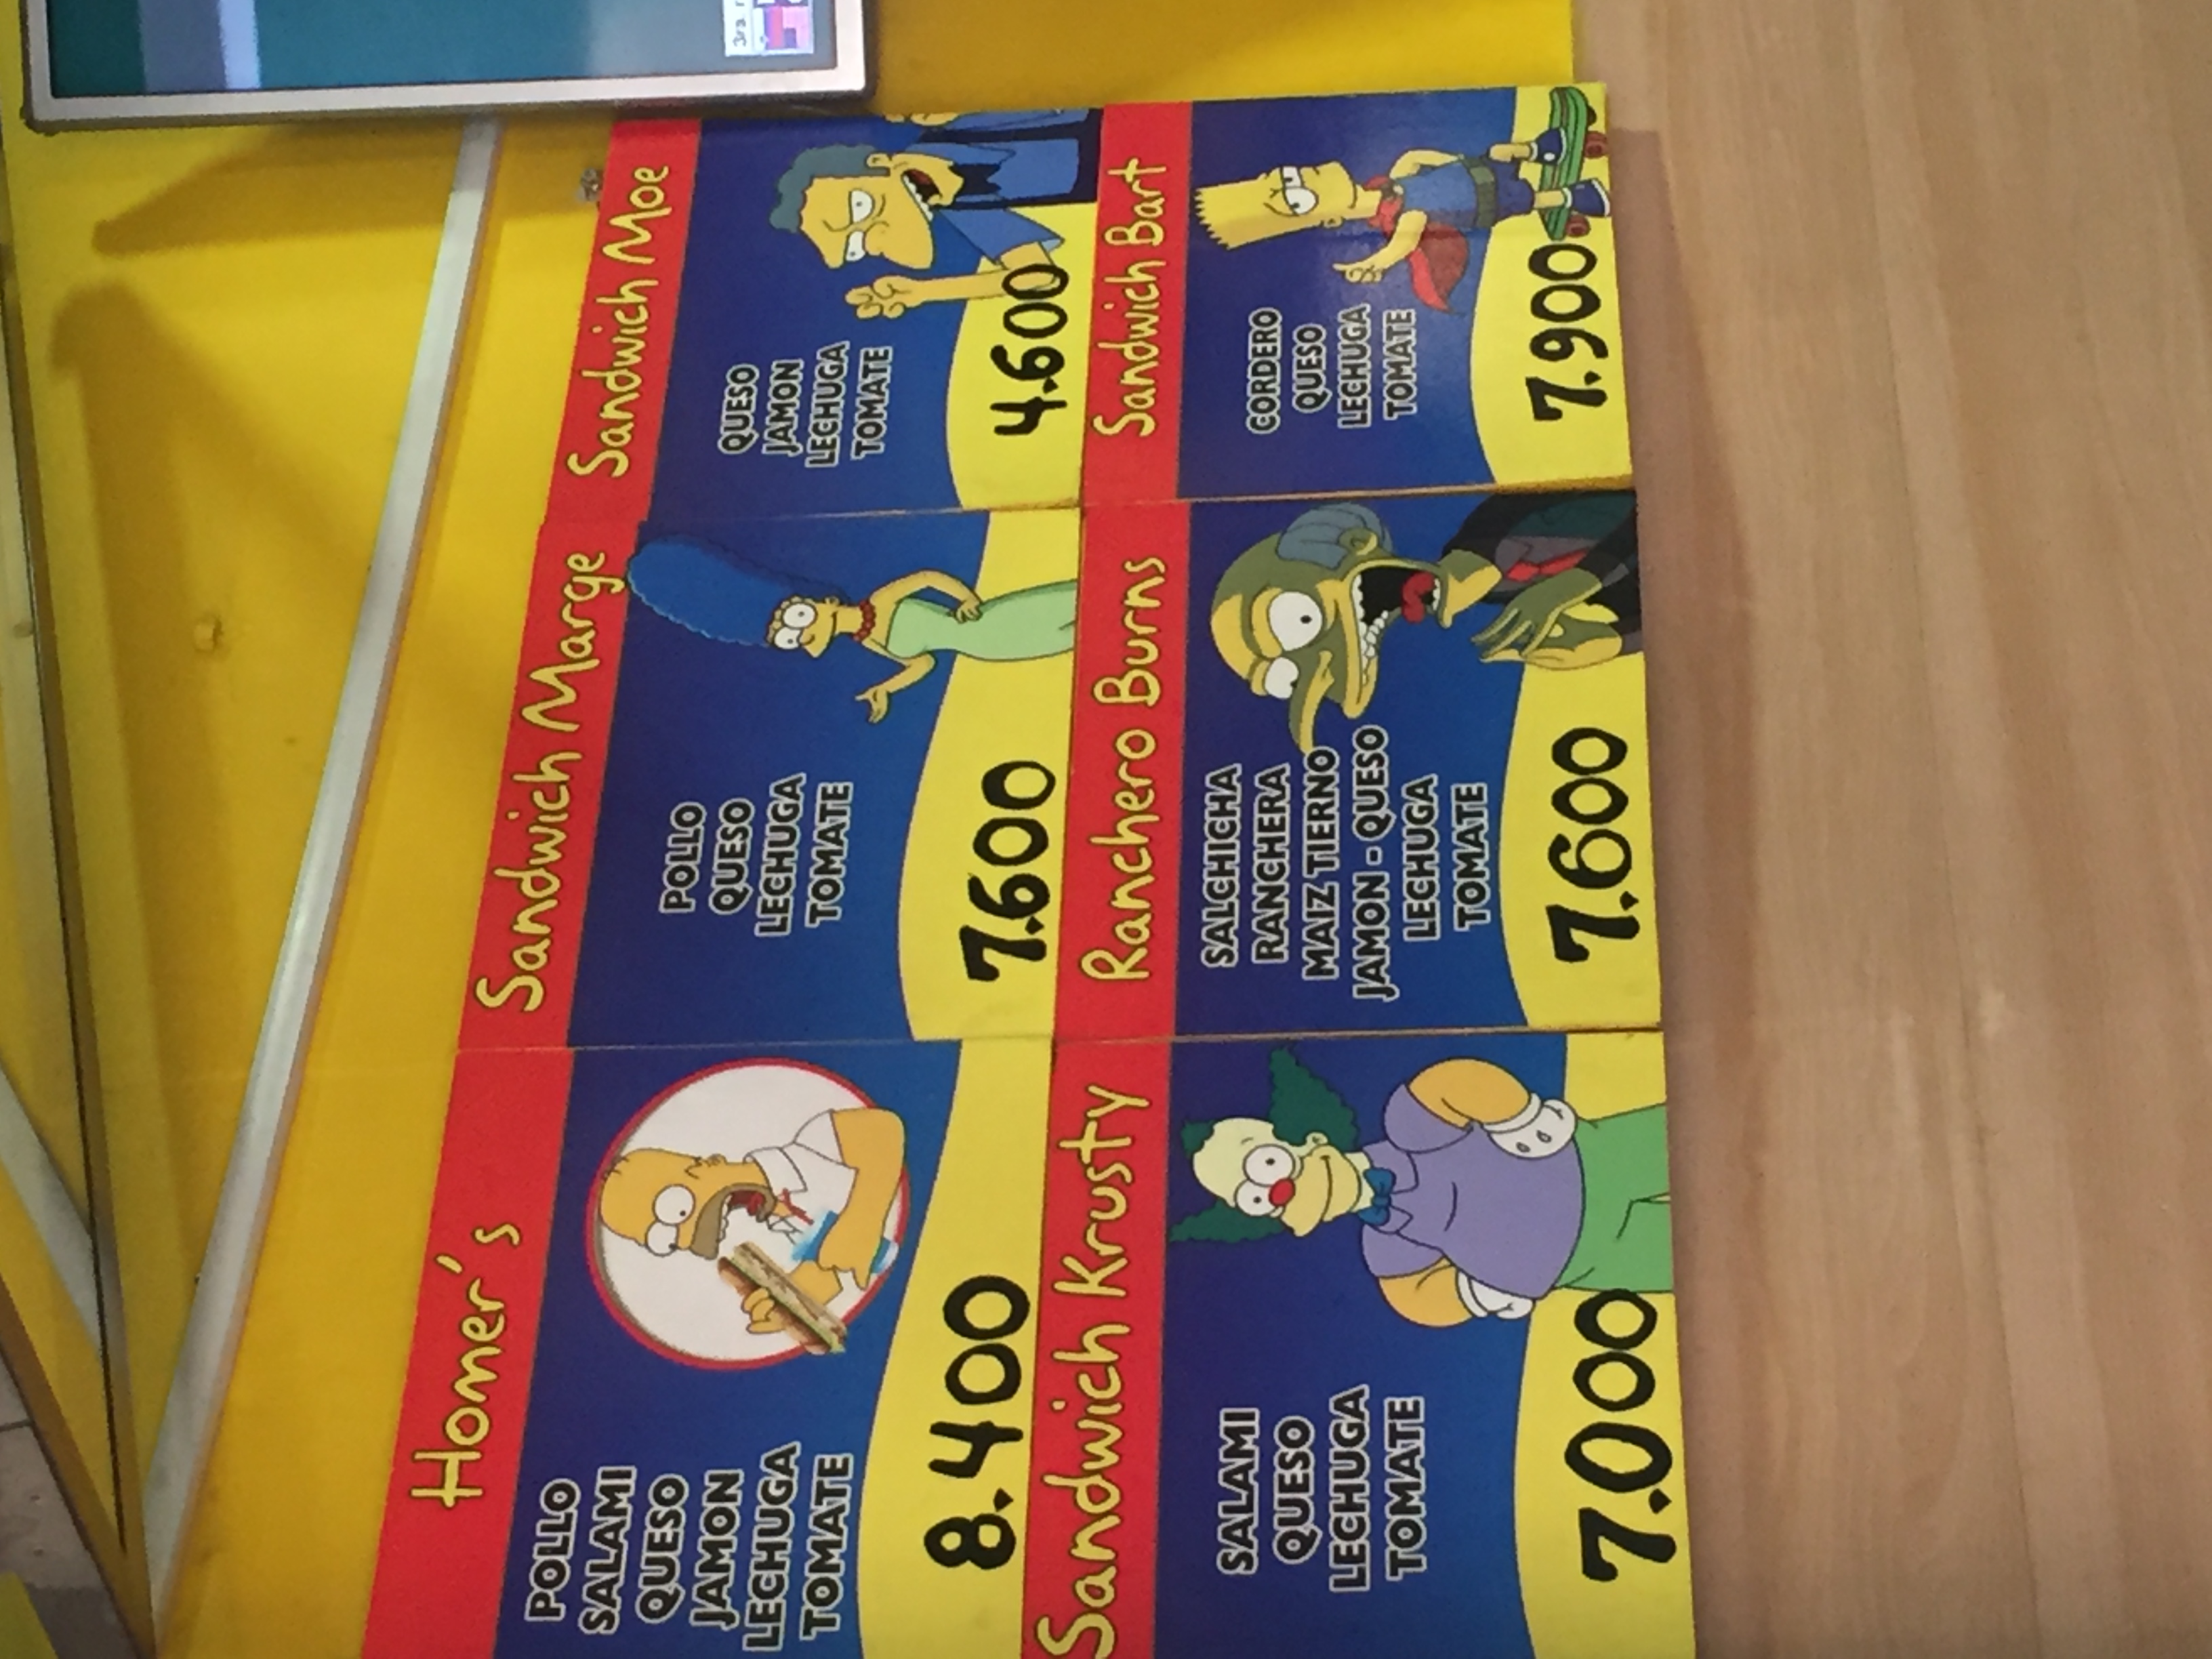 Homer's
POLLO
SALAMI
QUESO
JAMON
LECHUGA
TOMATE
8.400
Sandwich Marge
POLLO
QUESO
LECHUGA
TOMATE
7.600
Sandwich Moe
QUESO
JAMON
LECHUGA
TOMATE
4.600
Sandwich Krusty
SALAMI
QUESO
LECHUGA
TOMATE
7.000
Ranchero Burns
SALCHICHA
RANCHERA
MAIZ TIERNO
JAMON - QUESO
LECHUGA
TOMATE
7.600
Sandwich Bart
CORDERO
QUESO
LECHUGA
TOMATE
7.900
3ra